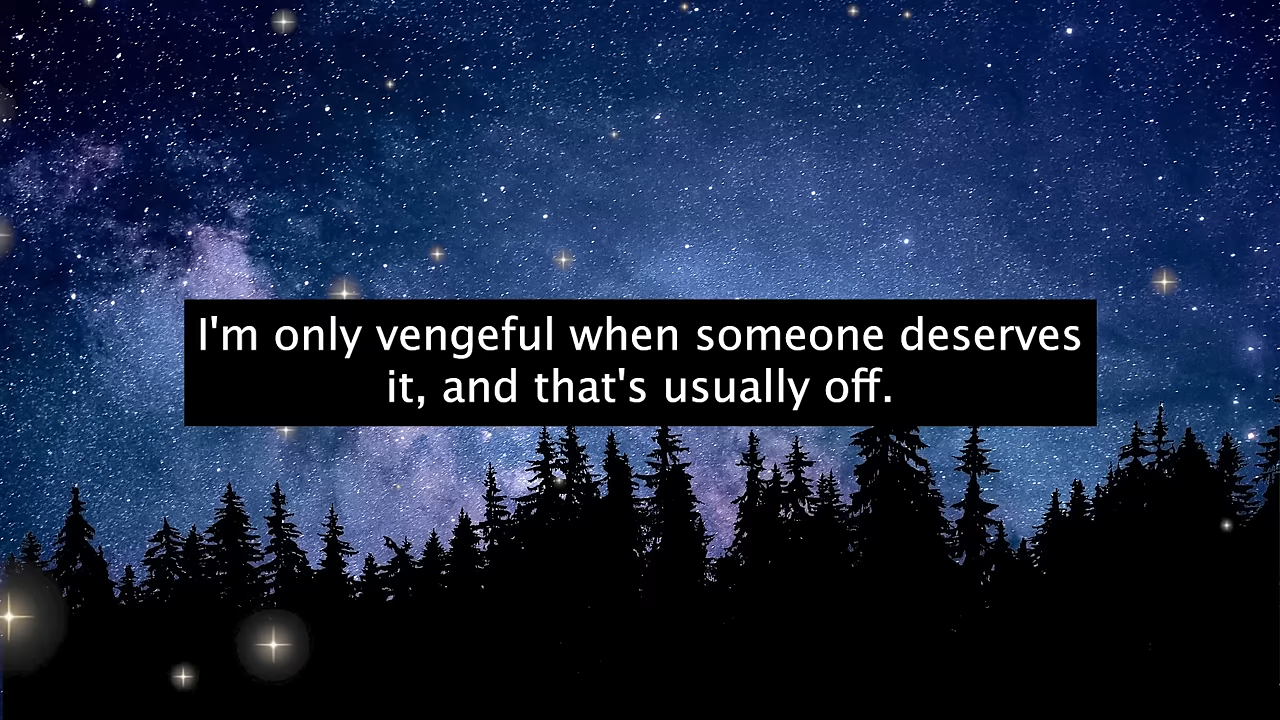 I'm only vengeful when someone deserves
it, and that's usually off.